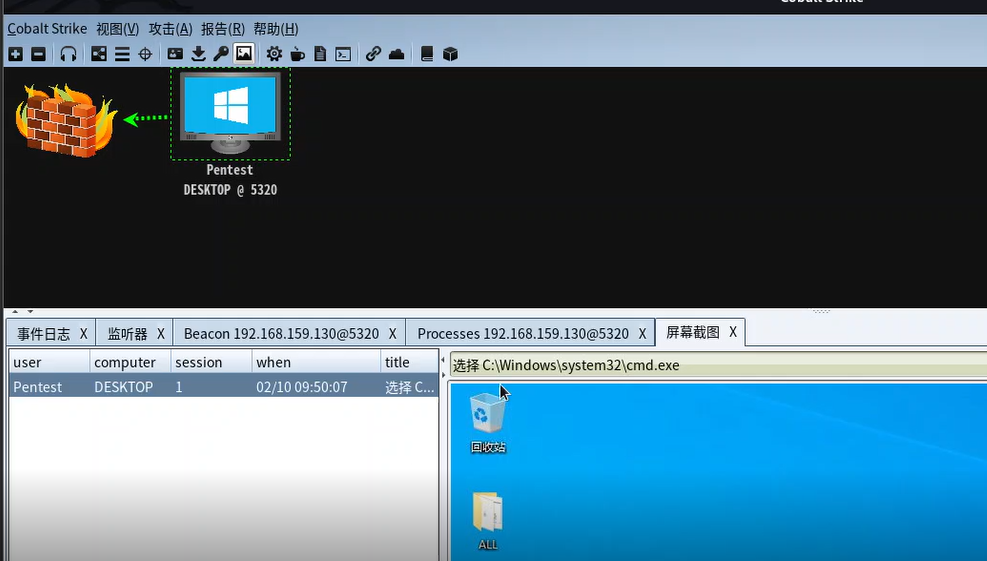 Cobalt Strike
Cobalt Strike 视图(V) 攻击(A) 报告(R) 帮助(H)
Pentest
DESKTOP @ 5320
事件日志 X 监听器 X Beacon 192.168.159.130@5320 X Processes 192.168.159.130@5320 X 屏幕截图 X
user computer session when title
Pentest DESKTOP 1 02/10 09:50:07 选择 C...
选择 C:\Windows\system32\cmd.exe
回收站
ALL